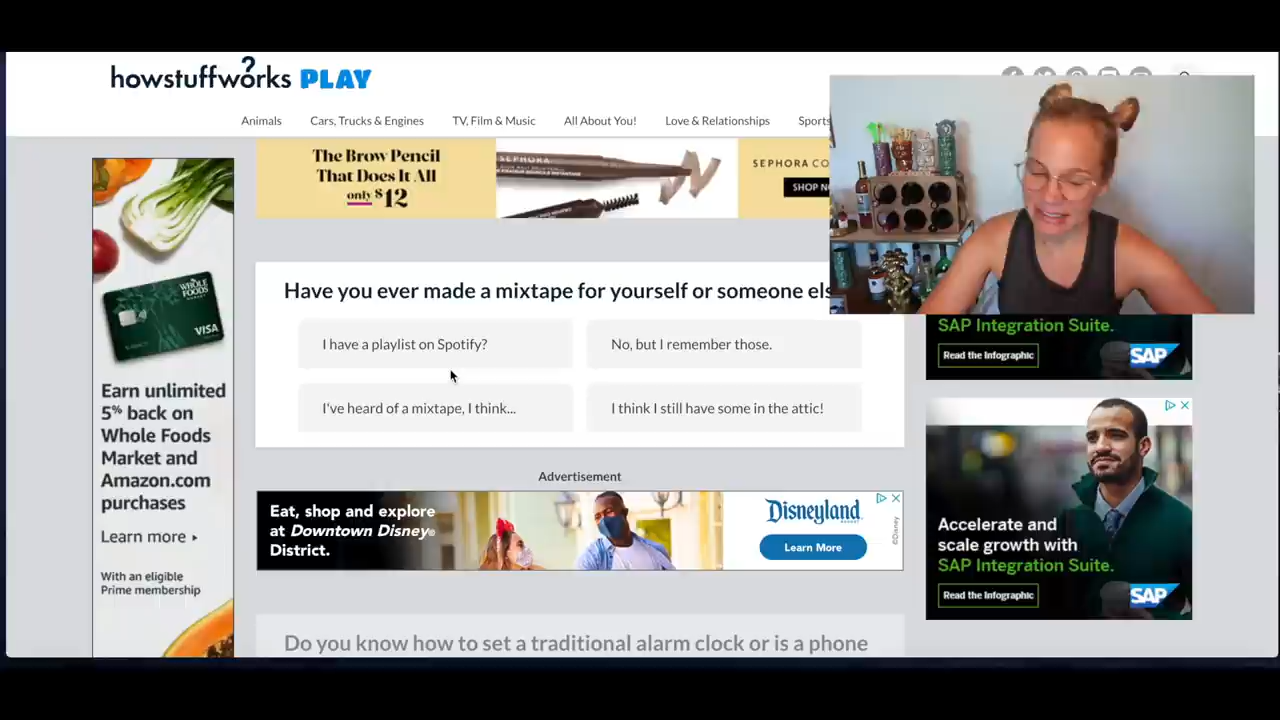 howstuffworks PLAY
Animals
Cars, Trucks & Engines
TV, Film & Music
All About You!
Love & Relationships
Sports
The Brow Pencil
That Does It All
only $12
SEPHORA
SEPHORA CO
SHOP N
WHOLE
FOODS
MARKET
VISA
Earn unlimited
5% back on
Whole Foods
Market and
Amazon.com
purchases
Learn more
With an eligible
Prime membership
Have you ever made a mixtape for yourself or someone els
I have a playlist on Spotify?
No, but I remember those.
I've heard of a mixtape, I think...
I think I still have some in the attic!
Advertisement
Eat, shop and explore
at Downtown Disney®
District.
Disneyland
RESORT
Learn More
©Disney
Do you know how to set a traditional alarm clock or is a phone
SAP Integration Suite.
Read the Infographic
SAP
Accelerate and
scale growth with
SAP Integration Suite.
Read the Infographic
SAP